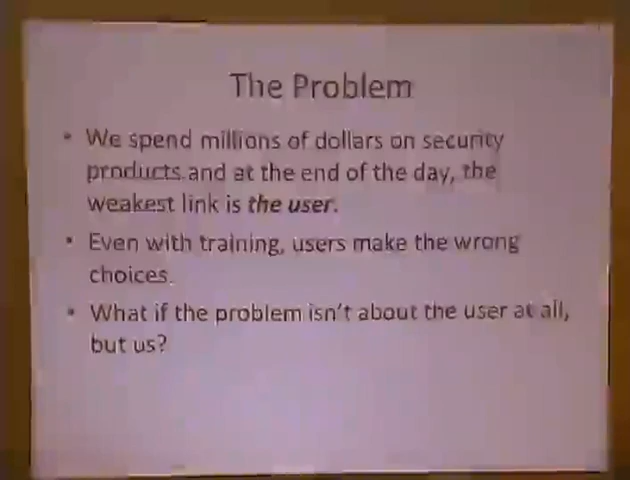 The Problem
• We spend millions of dollars on security
products and at the end of the day, the
weakest link is the user.
• Even with training, users make the wrong
choices.
• What if the problem isn't about the user at all,
but us?